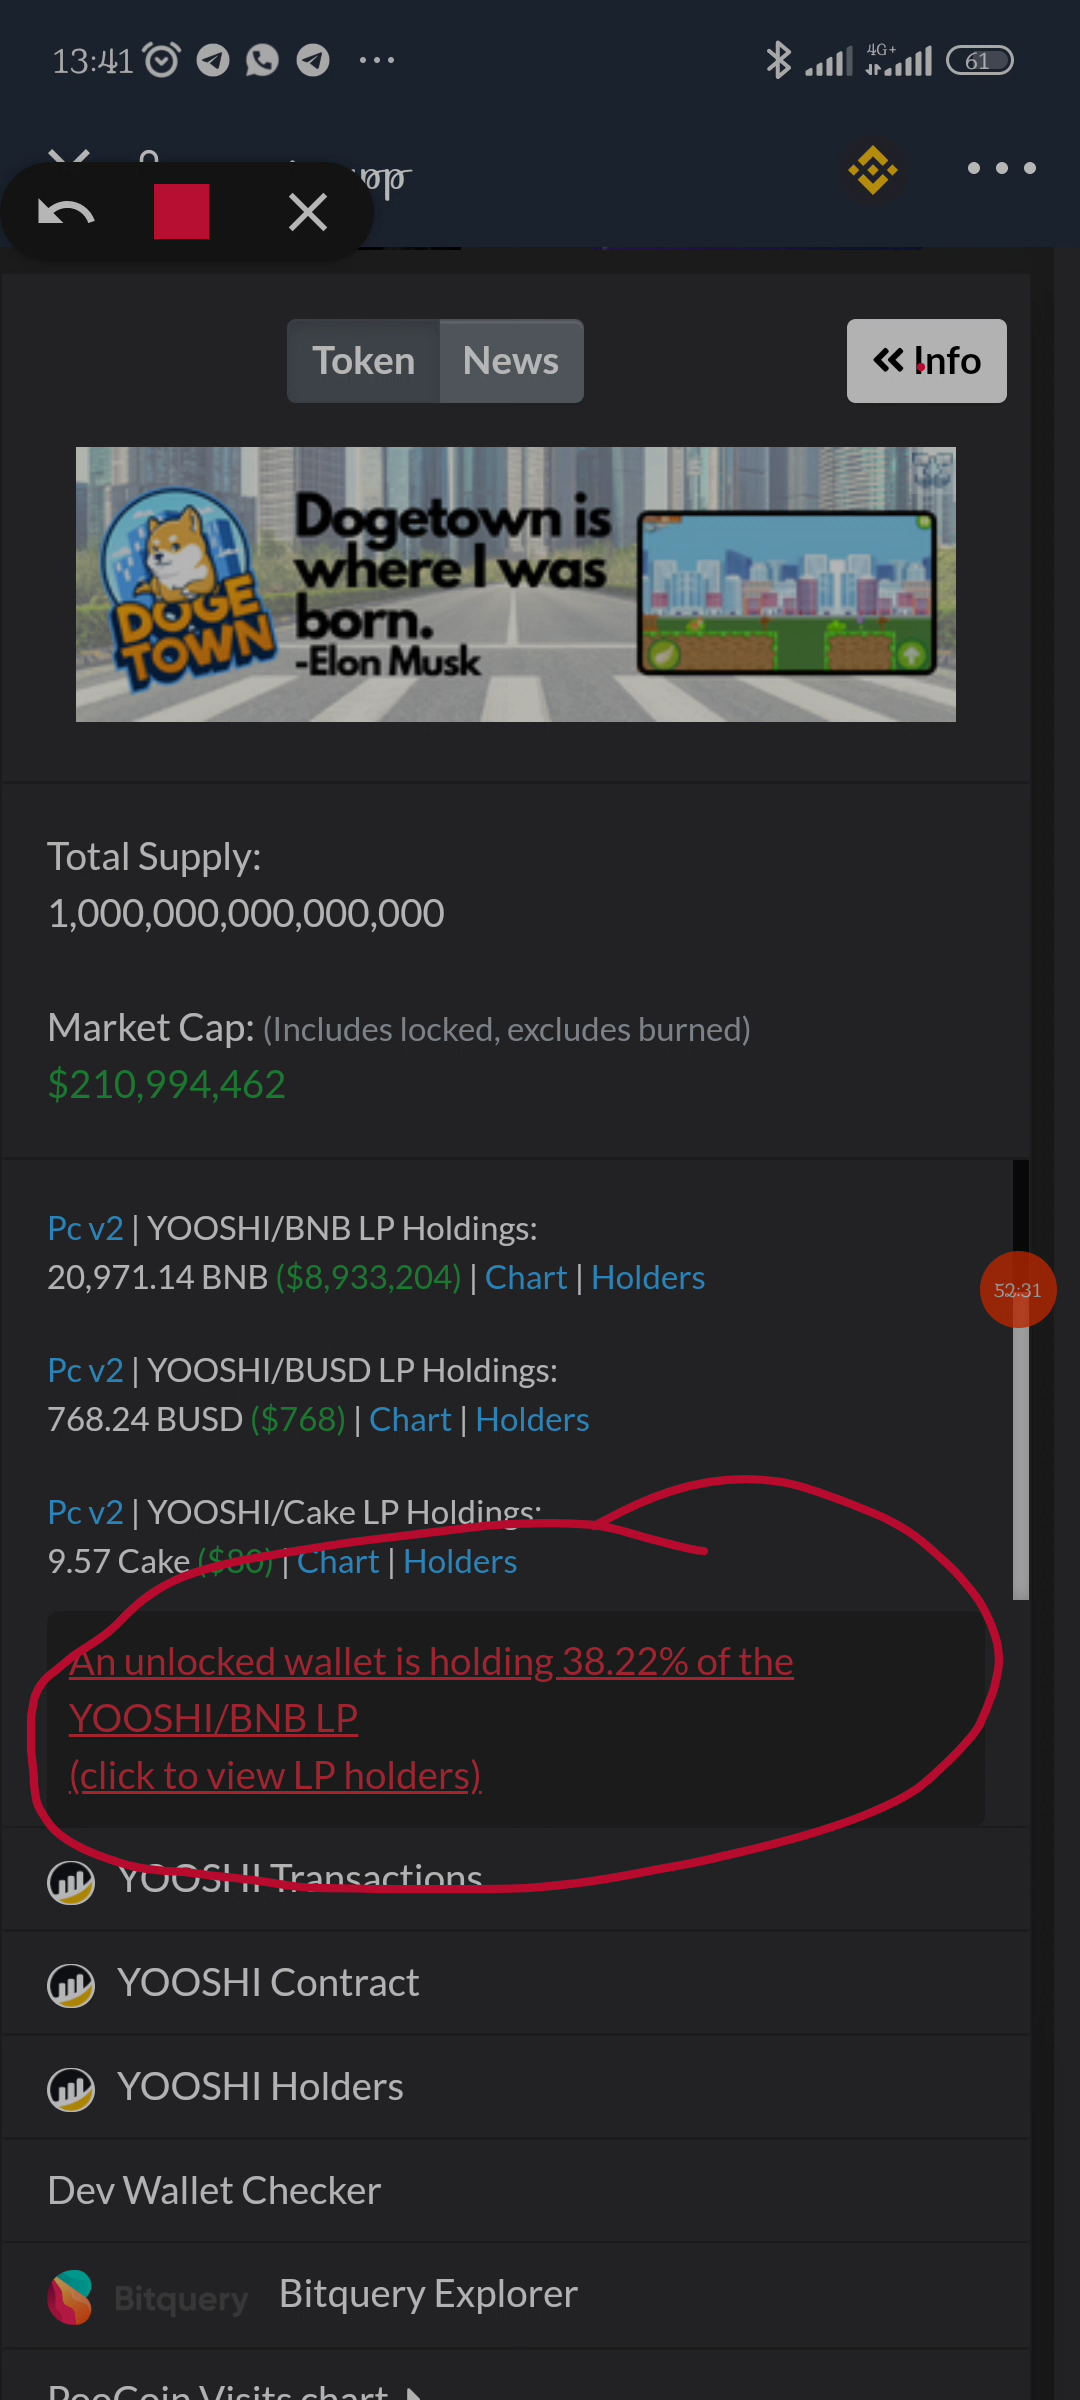 13:41
4G+
61
app
Token News
Info
DOGE
TOWN
Dogetown is
where I was
born.
-Elon Musk
Total Supply:
1,000,000,000,000,000
Market Cap: (Includes locked, excludes burned)
$210,994,462
Pc v2 | YOOSHI/BNB LP Holdings:
20,971.14 BNB ($8,933,204) | Chart | Holders
52:31
Pc v2 | YOOSHI/BUSD LP Holdings:
768.24 BUSD ($768) | Chart | Holders
Pc v2 | YOOSHI/Cake LP Holdings:
9.57 Cake ($80) | Chart | Holders
An unlocked wallet is holding 38.22% of the
YOOSHI/BNB LP
(click to view LP holders)
YOOSHI Transactions
YOOSHI Contract
YOOSHI Holders
Dev Wallet Checker
Bitquery Bitquery Explorer
PooCoin Visits chart